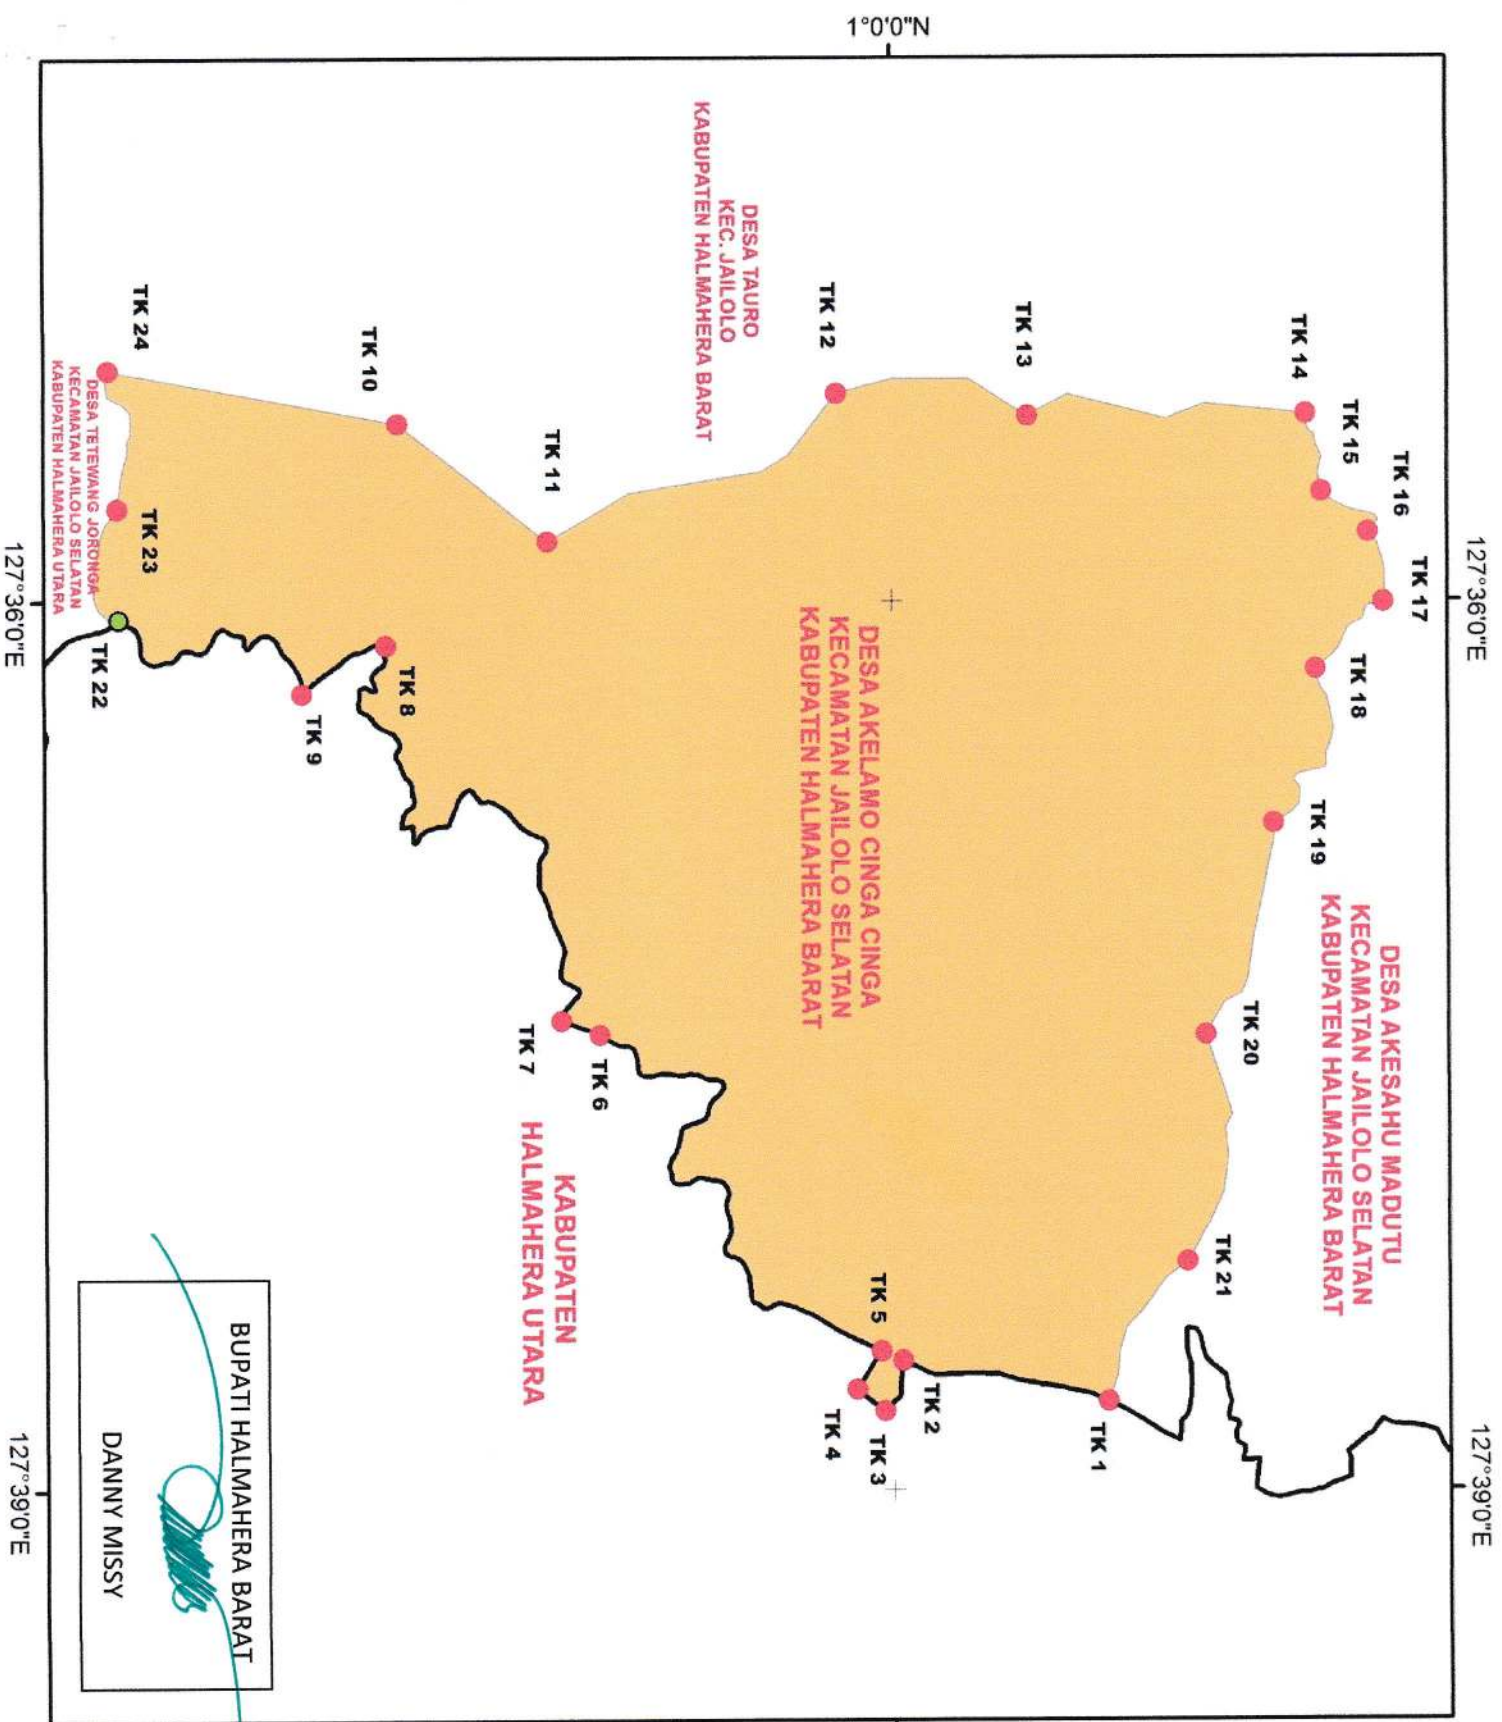 127°36'0"E
127°39'0"E
TK 17
DESA AKESAHU MADUTU
KECAMATAN JAILOLO SELATAN
KABUPATEN HALMAHERA BARAT
TK 16
TK 15
TK 18
TK 19
TK 14
TK 20
TK 21
TK 1
TK 13
TK 2
1°0'0"N
TK 5
TK 3
DESA AKELAMO CINGA CINGA
KECAMATAN JAILOLO SELATAN
KABUPATEN HALMAHERA BARAT
TK 4
TK 12
DESA TAURO
KEC. JAILOLO
KABUPATEN HALMAHERA BARAT
TK 6
KABUPATEN
HALMAHERA UTARA
TK 11
TK 7
TK 8
TK 10
TK 9
BUPATI HALMAHERA BARAT
DANNY MISSY
TK 24
TK 23
TK 22
DESA TETEWANG JORONGA
KECAMATAN JAILOLO SELATAN
KABUPATEN HALMAHERA UTARA
127°36'0"E
127°39'0"E